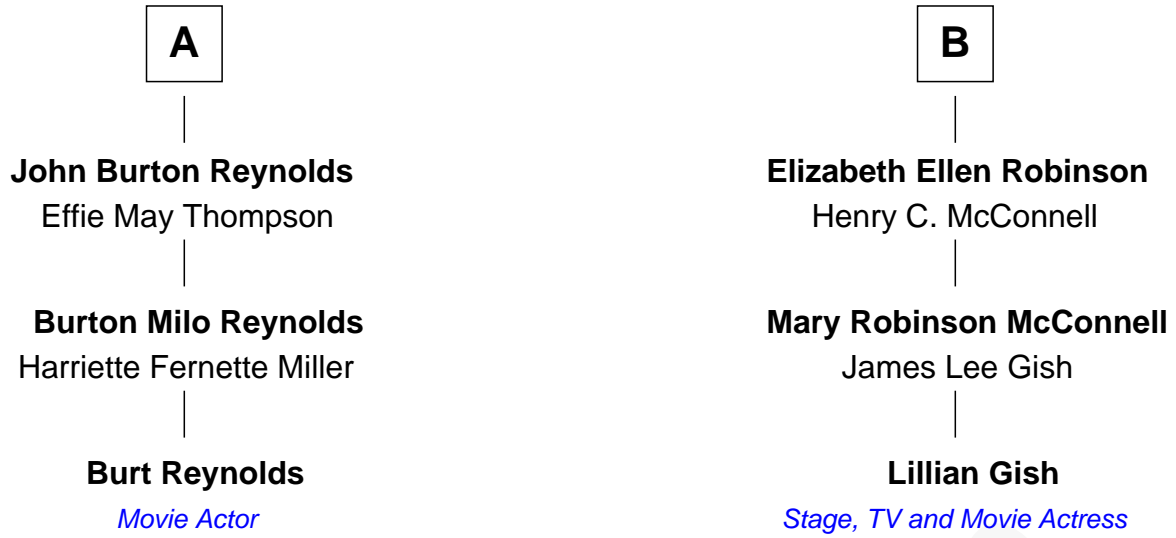 A
John Burton Reynolds
Effie May Thompson
Burton Milo Reynolds
Harriette Fernette Miller
Burt Reynolds
Movie Actor
B
Elizabeth Ellen Robinson
Henry C. McConnell
Mary Robinson McConnell
James Lee Gish
Lillian Gish
Stage, TV and Movie Actress